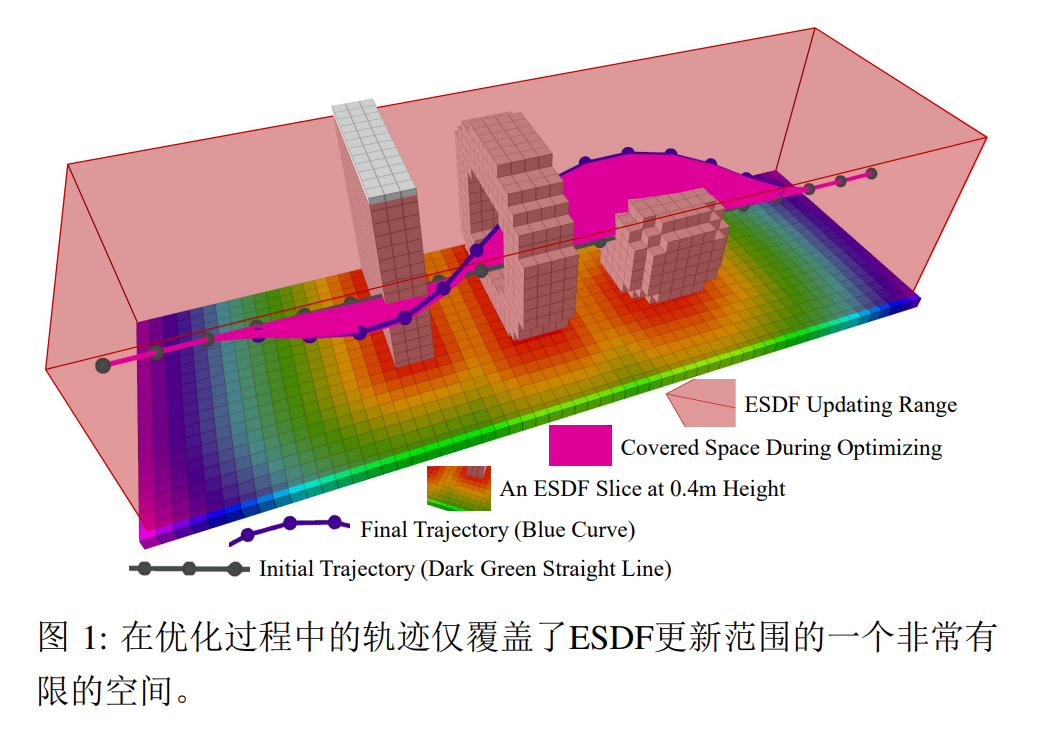 ESDF Updating Range
Covered Space During Optimizing
An ESDF Slice at 0.4m Height
Final Trajectory (Blue Curve)
Initial Trajectory (Dark Green Straight Line)
图 1: 在优化过程中的轨迹仅覆盖了ESDF更新范围的一个非常有
限的空间。